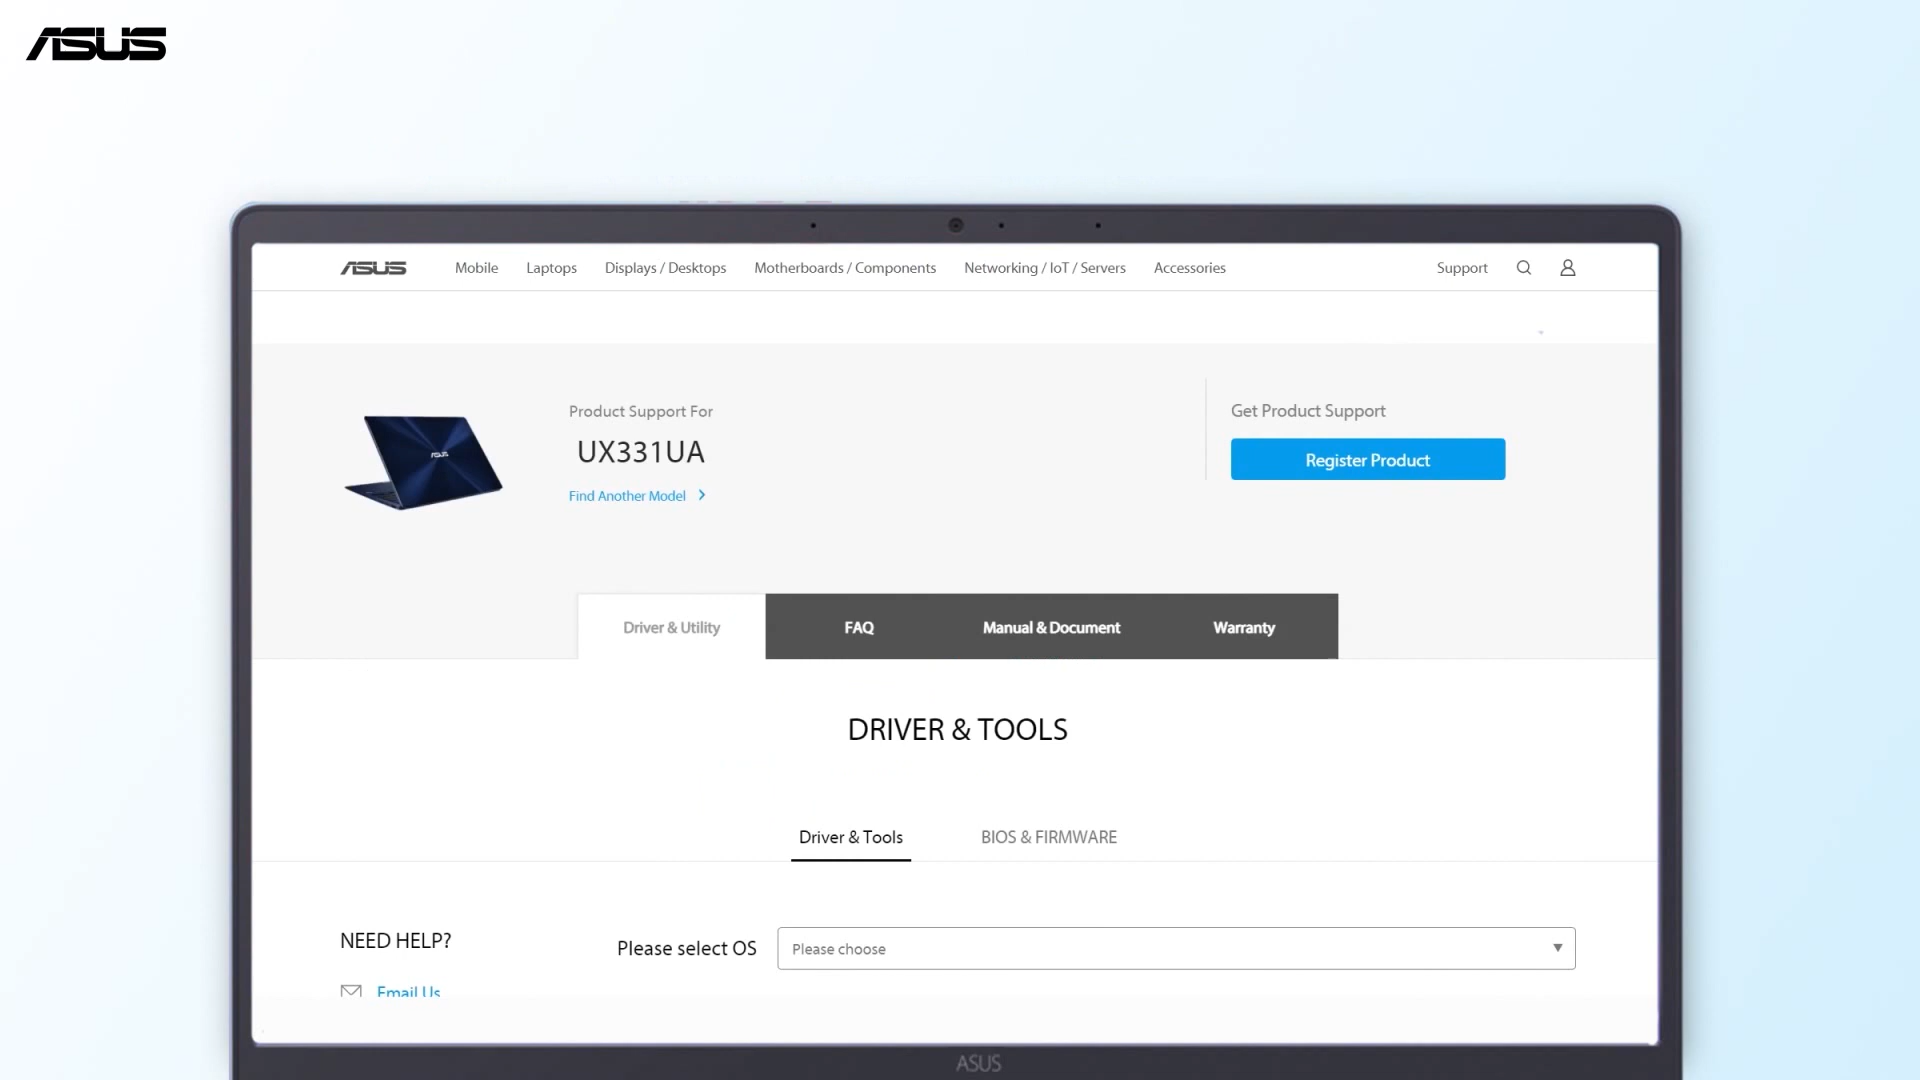 ASUS
ASUS Mobile Laptops Displays / Desktops Motherboards / Components Networking / IoT / Servers Accessories Support
Product Support For
UX331UA
Find Another Model
Get Product Support
Register Product
ASUS
Driver & Utility FAQ Manual & Document Warranty
DRIVER & TOOLS
Driver & Tools BIOS & FIRMWARE
NEED HELP?
Email Us
Please select OS Please choose
ASUS